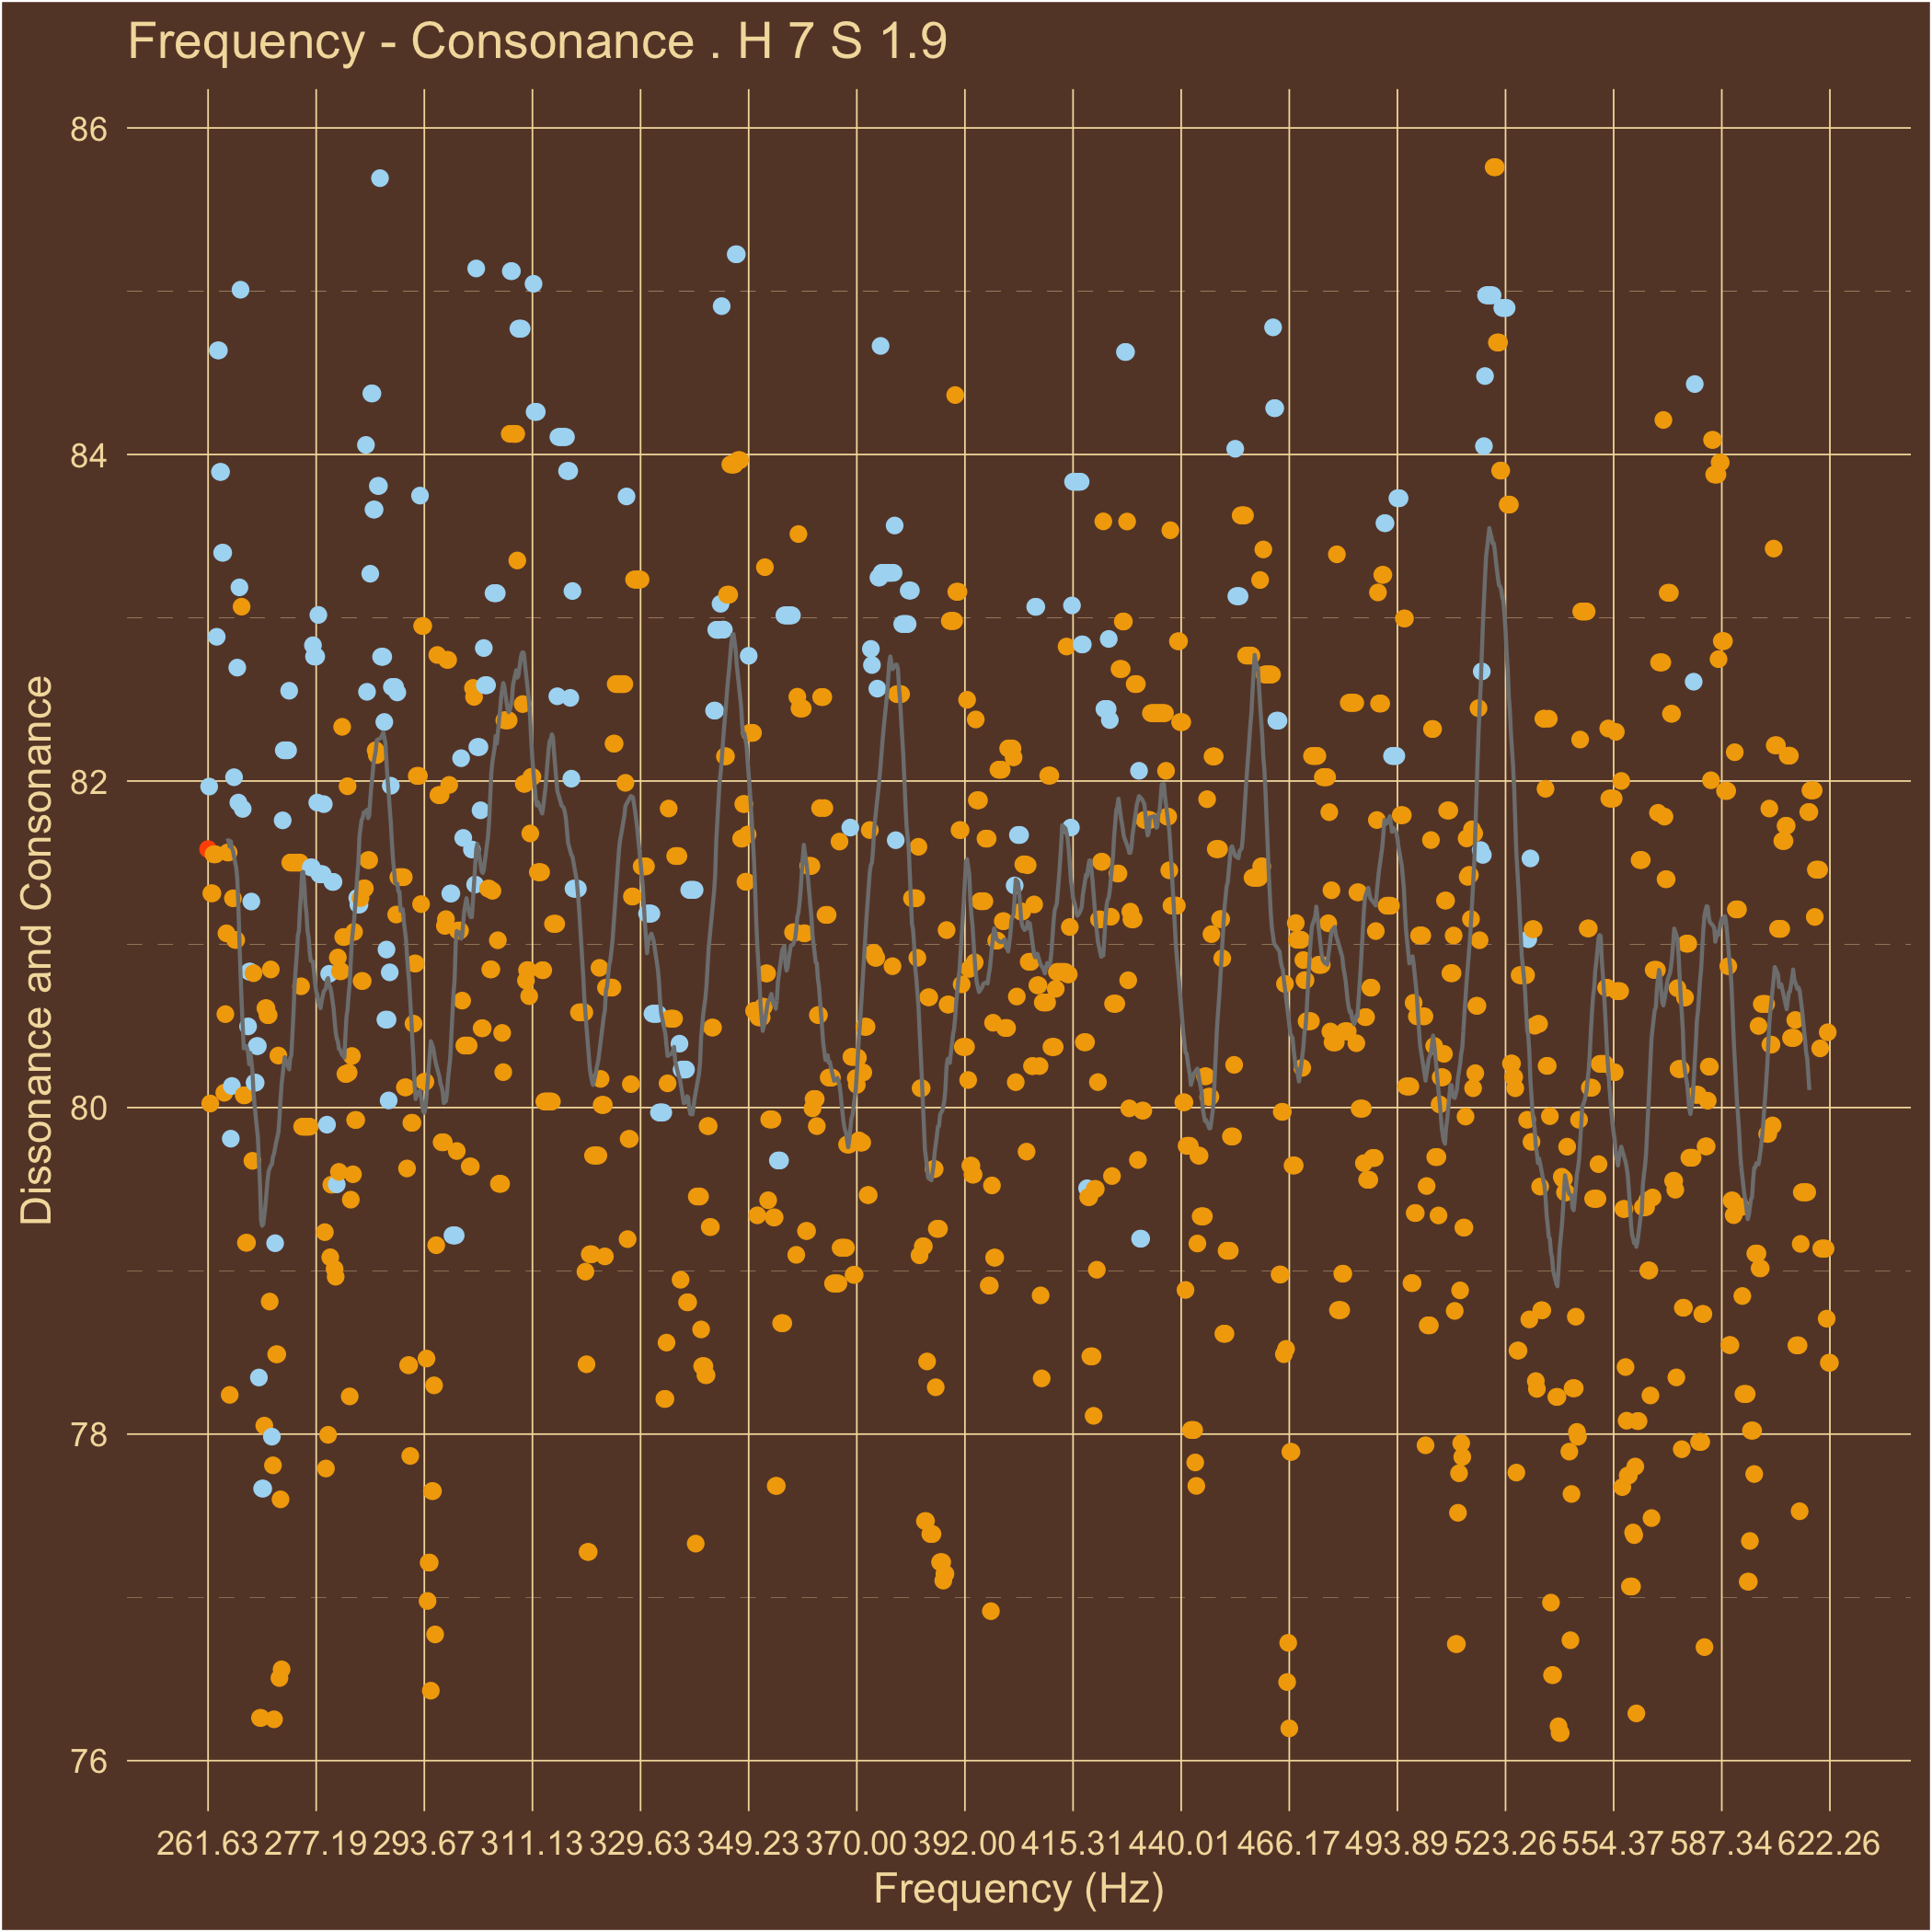 Frequency - Consonance . H 7 S 1.9
Dissonance and Consonance
86
84
82
80
78
76
261.63 277.19 293.67 311.13 329.63 349.23 370.00 392.00 415.31 440.01 466.17 493.89 523.26 554.37 587.34 622.26
Frequency (Hz)